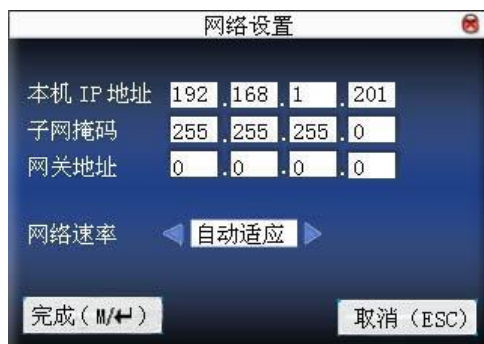 网络设置
本机 IP 地址 192 .168 .1 .201
子网掩码 255 .255 .255 .0
网关地址 0 .0 .0 .0
网络速率 自动适应
完成(M/↵) 取消(ESC)